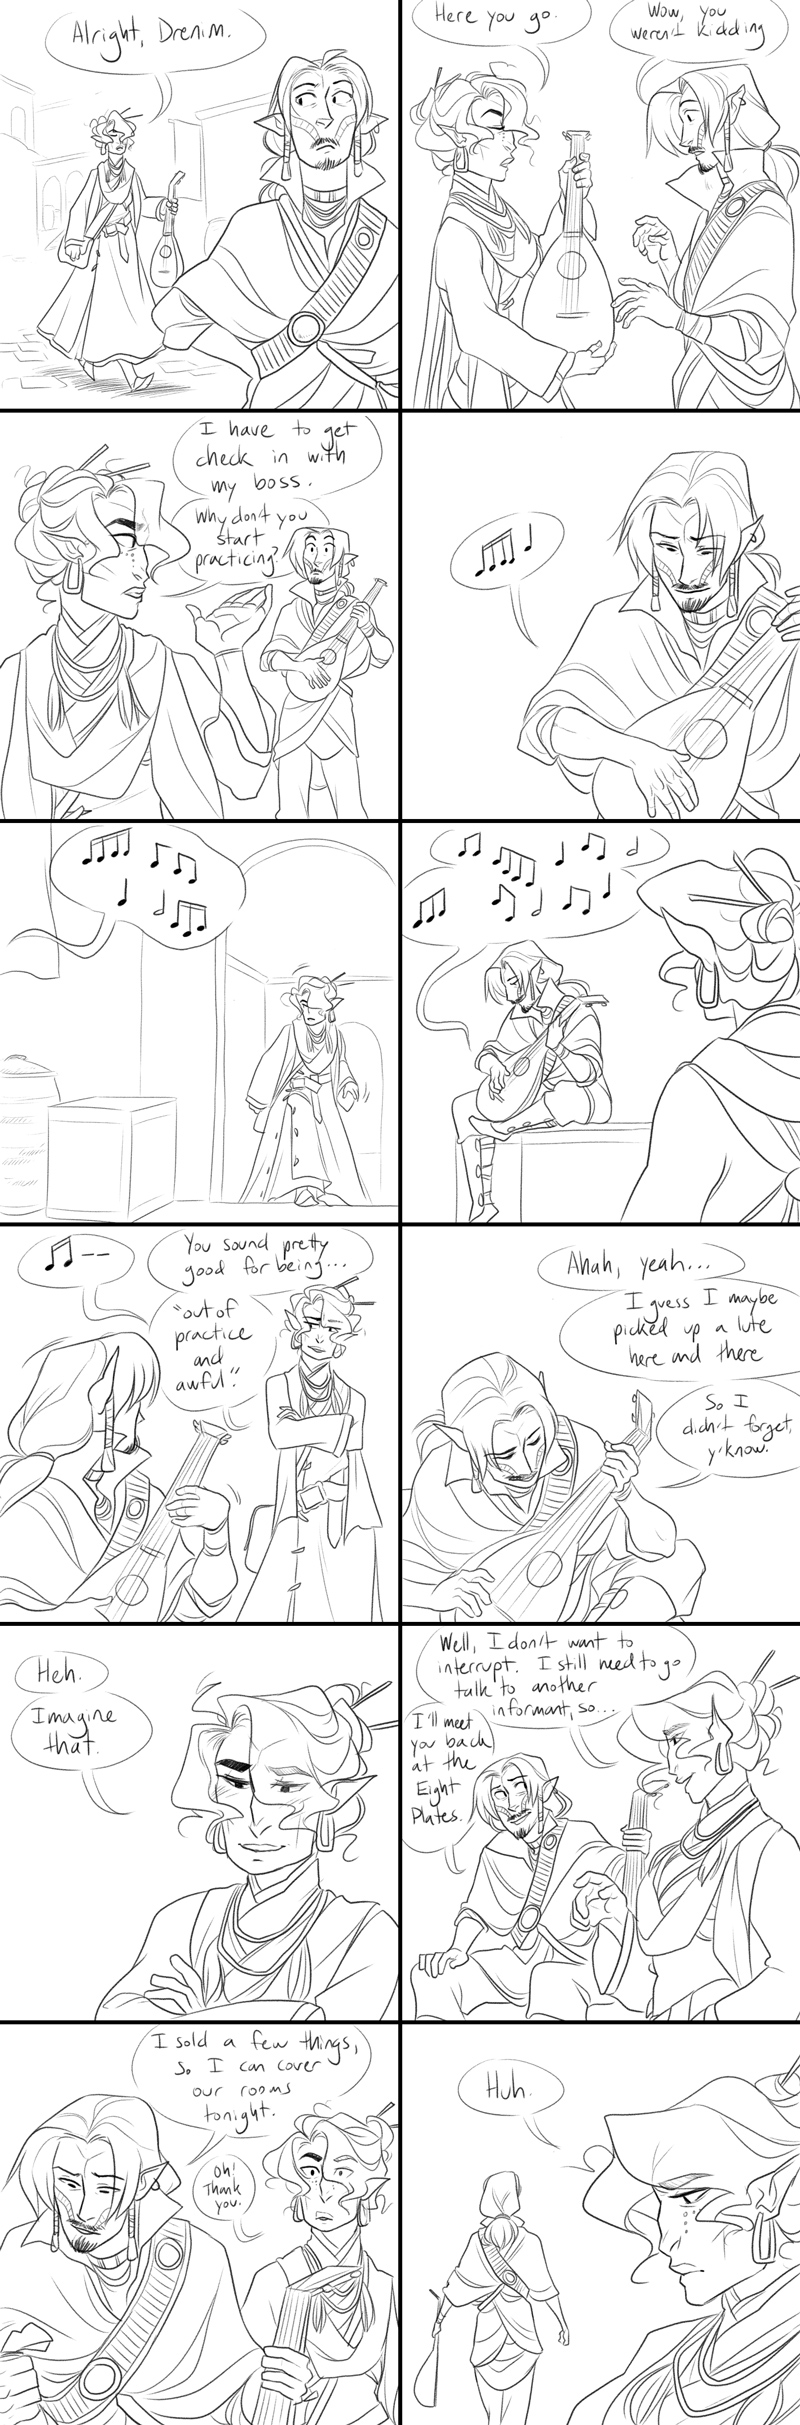 Alright, Drenim.
Here you go.
Wow, you
weren't kidding
I have to get
check in with
my boss.
Why don't you
start
practicing?
You sound pretty
good for being...
"out of
practice
and
awful".
Ahah, yeah...
I guess I maybe
picked up a lute
here and there
So I
didn't forget,
y'know.
Heh.
Imagine
that.
Well, I don't want to
interrupt. I still need to go
talk to another
informant, so...
I'll meet
you back
at the
Eight
Plates.
I sold a few things,
So I can cover
our rooms
tonight.
Oh!
Thank
you.
Huh.